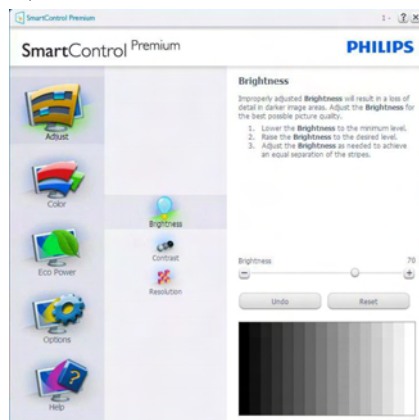 SmartControl Premium
SmartControl Premium
PHILIPS
Adjust
Color
Eco Power
Options
Help
Brightness
Contrast
Resolution
Brightness
Improperly adjusted Brightness will result in a loss of
detail in darker image areas. Adjust the Brightness for
the best possible picture quality.
1. Lower the Brightness to the minimum level.
2. Raise the Brightness to the desired level.
3. Adjust the Brightness as needed to achieve
an equal separation of the stripes.
Brightness 70
Undo Reset